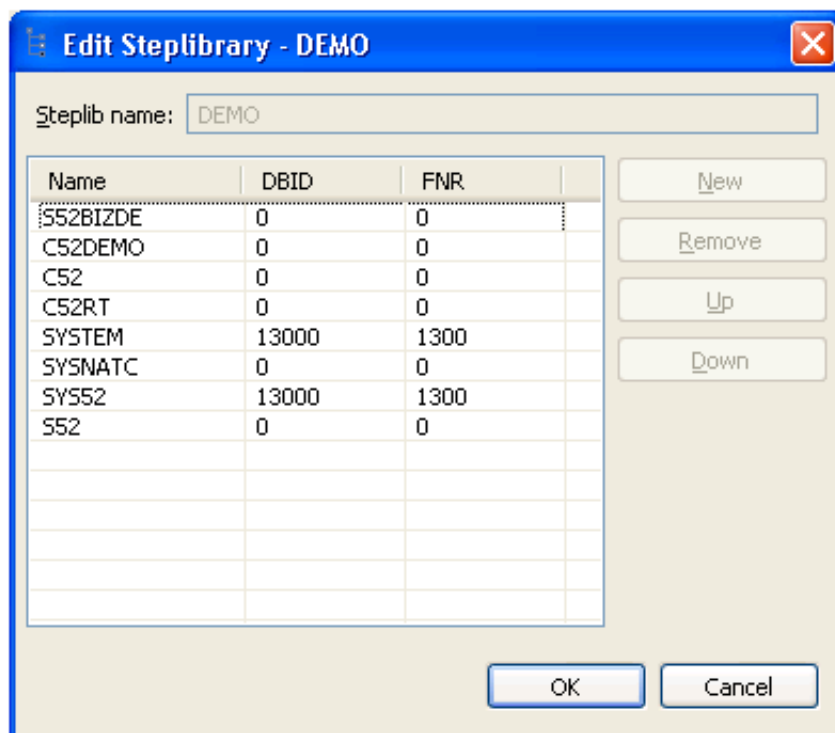 Edit Steplibrary - DEMO
Steplib name: DEMO
Name DBID FNR
S52BIZDE 0 0
C52DEMO 0 0
C52 0 0
C52RT 0 0
SYSTEM 13000 1300
SYSNATC 0 0
SYS52 13000 1300
S52 0 0
New
Remove
Up
Down
OK Cancel